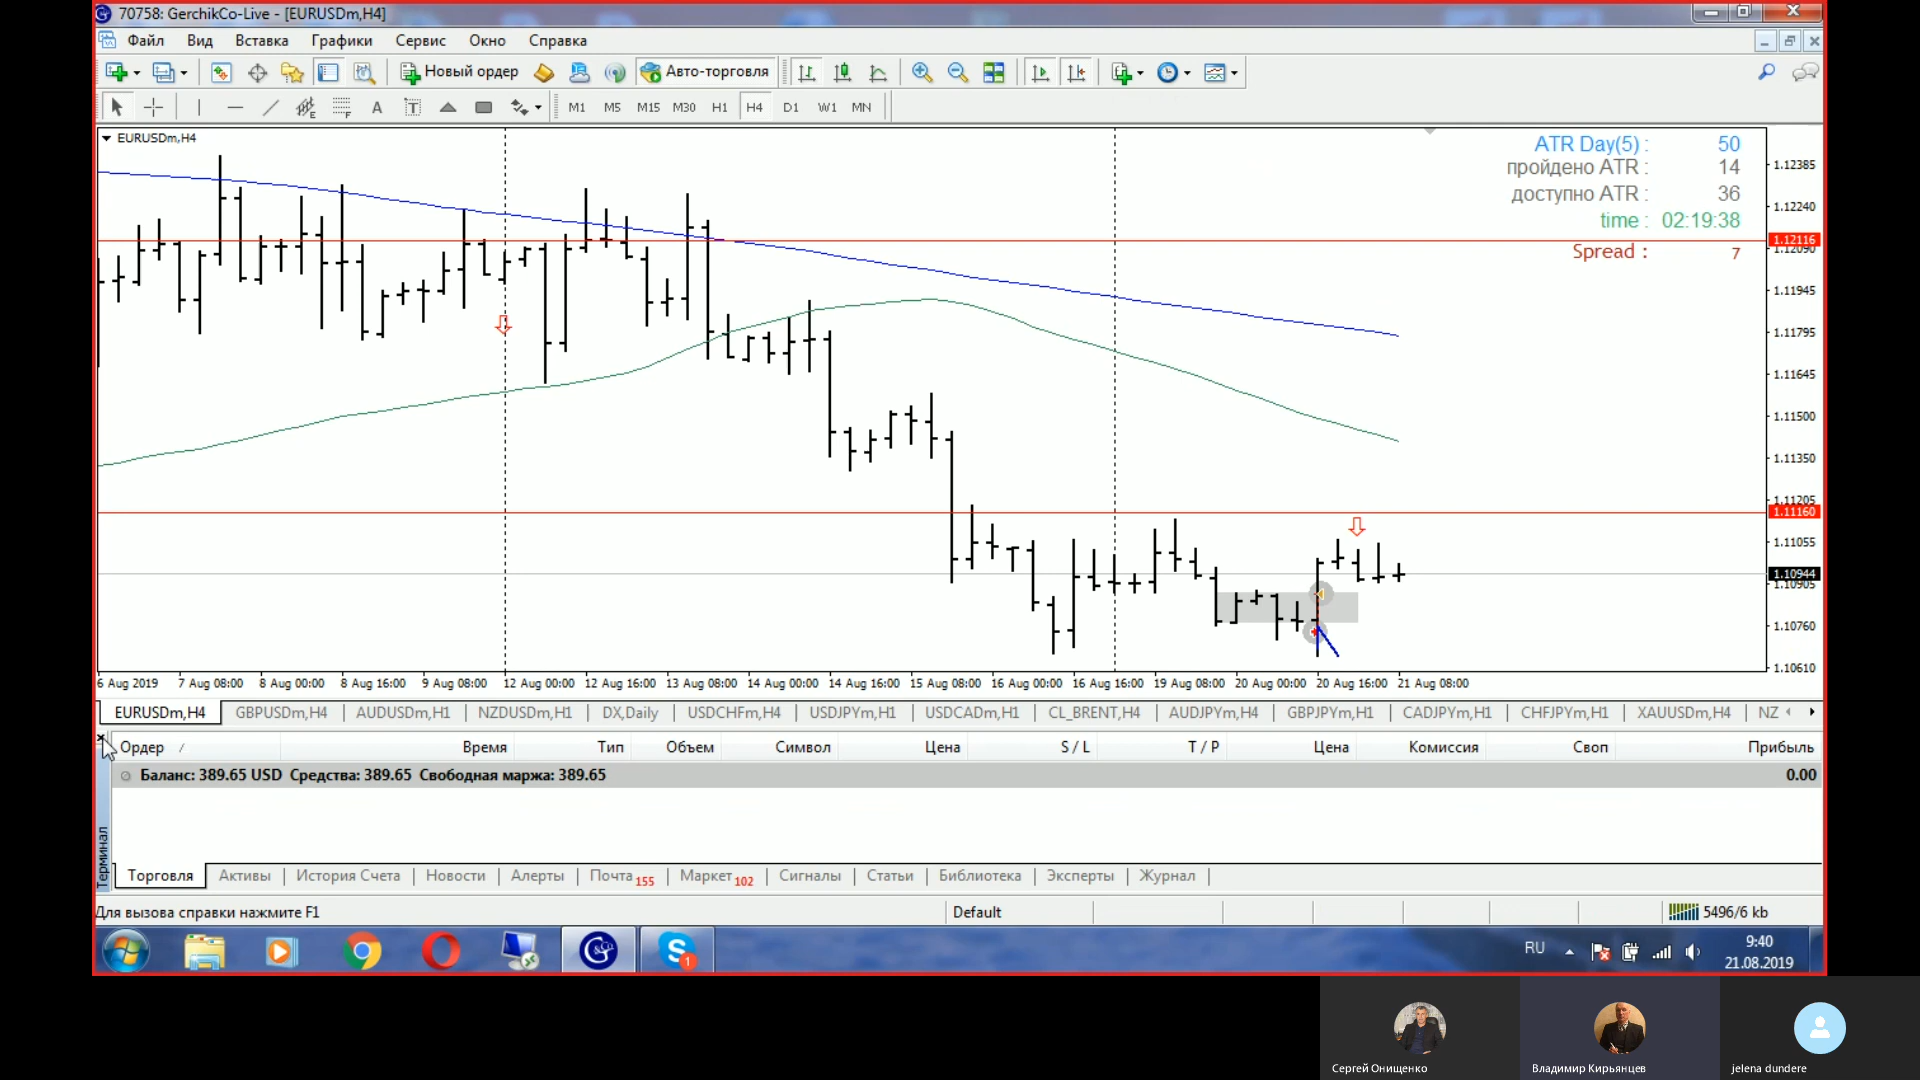 70758: GerchikCo-Live - [EURUSDm,H4]
Файл Вид Вставка Графики Сервис Окно Справка
Новый ордер Авто-торговля
E F A T M1 M5 M15 M30 H1 H4 D1 W1 MN
EURUSDm,H4
ATR Day(5) : 50
пройдено ATR : 14
доступно ATR : 36
time : 02:19:38
Spread : 7
1.12385
1.12240
1.12116
1.12090
1.11945
1.11795
1.11645
1.11500
1.11350
1.11205
1.11160
1.11055
1.10944
1.10905
1.10760
1.10610
6 Aug 2019 7 Aug 08:00 8 Aug 00:00 8 Aug 16:00 9 Aug 08:00 12 Aug 00:00 12 Aug 16:00 13 Aug 08:00 14 Aug 00:00 14 Aug 16:00 15 Aug 08:00 16 Aug 00:00 16 Aug 16:00 19 Aug 08:00 20 Aug 00:00 20 Aug 16:00 21 Aug 08:00
EURUSDm,H4 GBPUSDm,H4 AUDUSDm,H1 NZDUSDm,H1 DX,Daily USDCHFm,H4 USDJPYm,H1 USDCADm,H1 CL_BRENT,H4 AUDJPYm,H4 GBPJPYm,H1 CADJPYm,H1 CHFJPYm,H1 XAUUSDm,H4 NZ
Ордер / Время Тип Объем Символ Цена S / L T / P Цена Комиссия Своп Прибыль
Баланс: 389.65 USD Средства: 389.65 Свободная маржа: 389.65 0.00
Терминал
Торговля Активы История Счета Новости Алерты Почта 155 Маркет 102 Сигналы Статьи Библиотека Эксперты Журнал
Для вызова справки нажмите F1 Default 5496/6 kb
G&Co S 1 RU 9:40
21.08.2019
Сергей Онищенко Владимир Кирьянцев jelena dundere